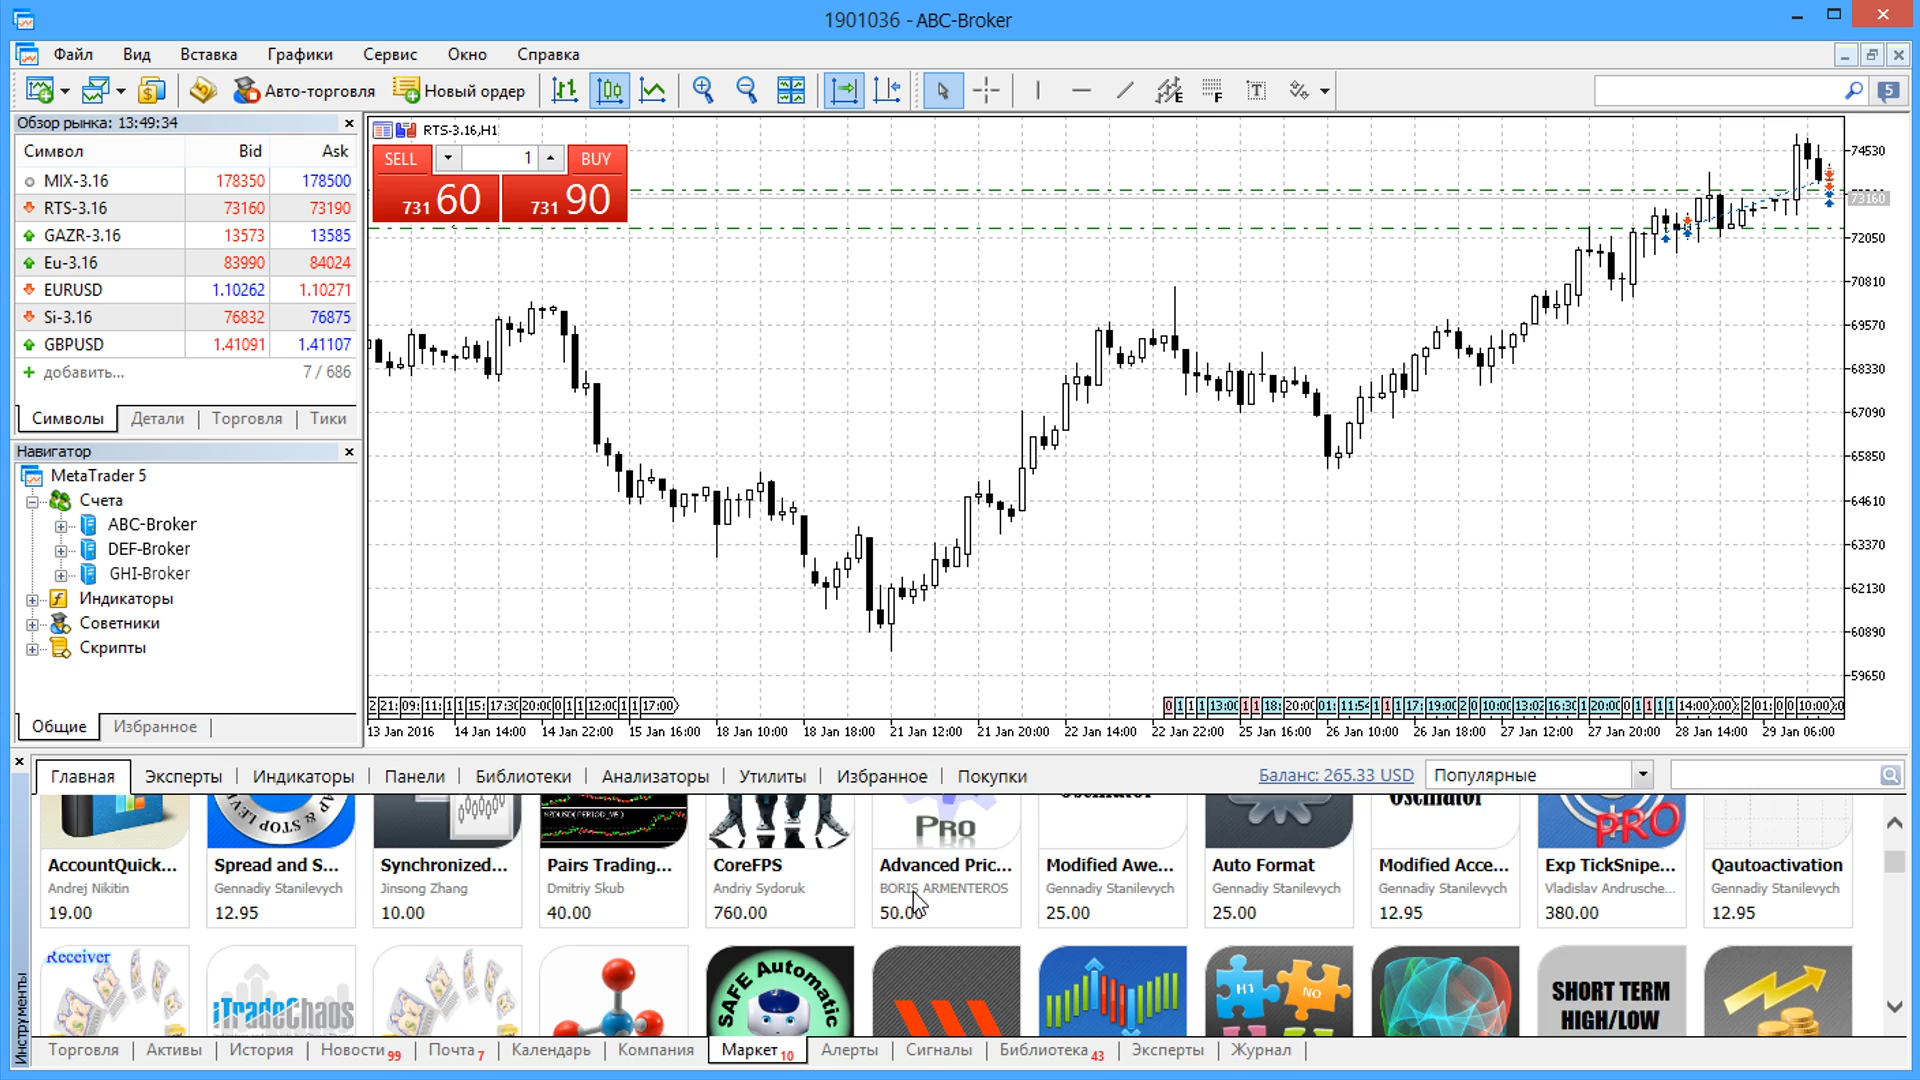 1901036 - ABC-Broker
Файл Вид Вставка Графики Сервис Окно Справка
Авто-торговля Новый ордер
5
Обзор рынка: 13:49:34
Символ Bid Ask
MIX-3.16 178350 178500
RTS-3.16 73160 73190
GAZR-3.16 13573 13585
Eu-3.16 83990 84024
EURUSD 1.10262 1.10271
Si-3.16 76832 76875
GBPUSD 1.41091 1.41107
добавить... 7 / 686
Символы Детали Торговля Тики
Навигатор
MetaTrader 5
Счета
ABC-Broker
DEF-Broker
GHI-Broker
Индикаторы
Советники
Скрипты
Общие Избранное
RTS-3.16,H1
SELL 1 BUY
731 60 731 90
74530
73160
72050
70810
69570
68330
67090
65850
64610
63370
62130
60890
59650
13 Jan 2016 14 Jan 14:00 14 Jan 22:00 15 Jan 16:00 18 Jan 10:00 18 Jan 18:00 21 Jan 12:00 21 Jan 20:00 22 Jan 14:00 22 Jan 22:00 25 Jan 16:00 26 Jan 10:00 26 Jan 18:00 27 Jan 12:00 27 Jan 20:00 28 Jan 14:00 29 Jan 06:00
Главная Эксперты Индикаторы Панели Библиотеки Анализаторы Утилиты Избранное Покупки
Баланс: 265.33 USD Популярные
PRO PRO
AccountQuick... Spread and S... Synchronized... Pairs Trading... CoreFPS Advanced Pric... Modified Awe... Auto Format Modified Acce... Exp TickSnipe... Qautoactivation
Andrej Nikitin Gennadiy Stanilevych Jinsong Zhang Dmitriy Skub Andriy Sydoruk BORIS ARMENTEROS Gennadiy Stanilevych Gennadiy Stanilevych Gennadiy Stanilevych Vladislav Andrusche... Gennadiy Stanilevych
19.00 12.95 10.00 40.00 760.00 50.00 25.00 25.00 12.95 380.00 12.95
Receiver
iTradeChaos
SAFE Automatic
H1 NO
SHORT TERM
HIGH/LOW
Инструменты
Торговля Активы История Новости 99 Почта 7 Календарь Компания Маркет 10 Алерты Сигналы Библиотека 43 Эксперты Журнал